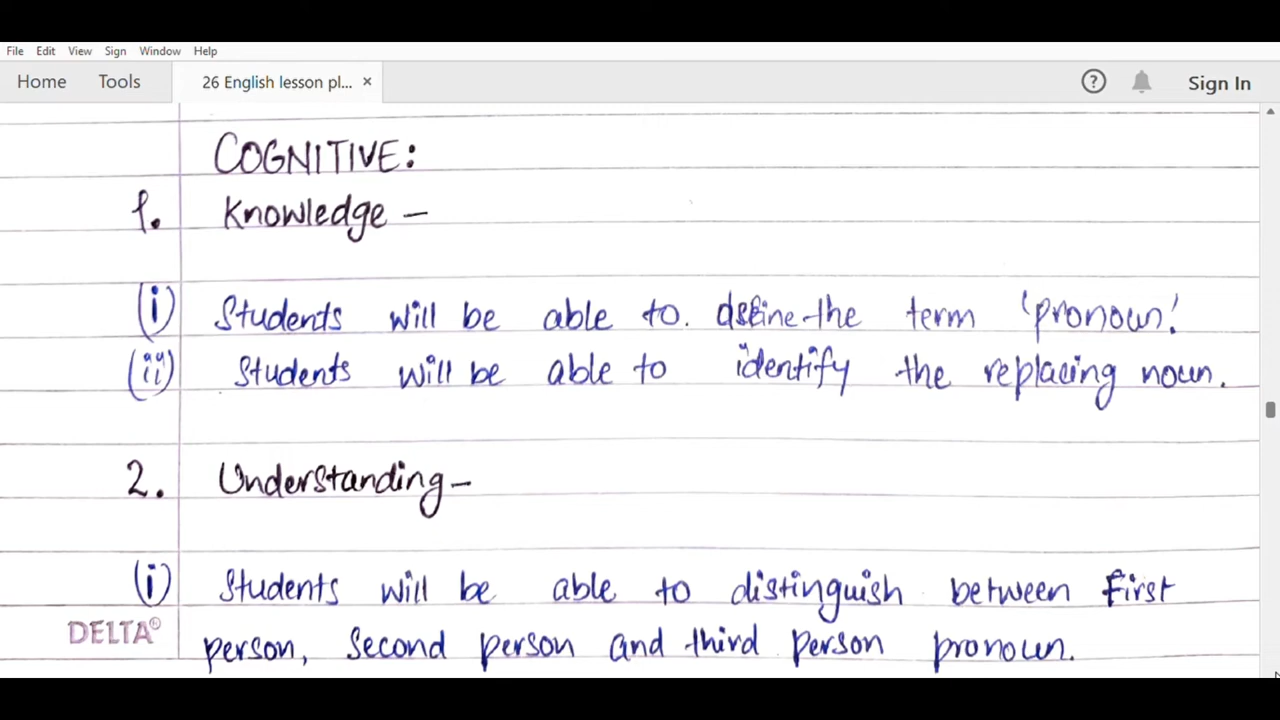 File Edit View Sign Window Help
Home Tools 26 English lesson pl... × ? Sign In
COGNITIVE:
1. Knowledge –
(i) Students will be able to. define the term 'pronoun'.
(ii) Students will be able to identify the replacing noun.
2. Understanding –
(i) Students will be able to distinguish between first
DELTA®
person, second person and third person pronoun.